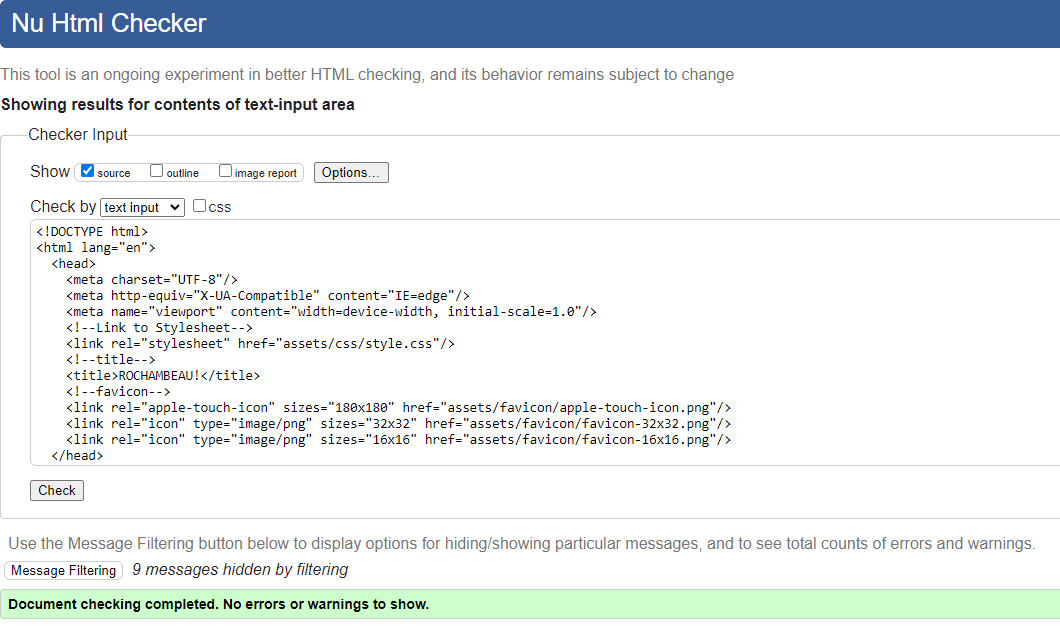 Nu Html Checker
This tool is an ongoing experiment in better HTML checking, and its behavior remains subject to change
Showing results for contents of text-input area
Checker Input
Show source outline image report Options...
Check by text input css
<!DOCTYPE html>
<html lang="en">
  <head>
    <meta charset="UTF-8"/>
    <meta http-equiv="X-UA-Compatible" content="IE=edge"/>
    <meta name="viewport" content="width=device-width, initial-scale=1.0"/>
    <!--Link to Stylesheet-->
    <link rel="stylesheet" href="assets/css/style.css"/>
    <!--title-->
    <title>ROCHAMBEAU!</title>
    <!--favicon-->
    <link rel="apple-touch-icon" sizes="180x180" href="assets/favicon/apple-touch-icon.png"/>
    <link rel="icon" type="image/png" sizes="32x32" href="assets/favicon/favicon-32x32.png"/>
    <link rel="icon" type="image/png" sizes="16x16" href="assets/favicon/favicon-16x16.png"/>
  </head>
Check
Use the Message Filtering button below to display options for hiding/showing particular messages, and to see total counts of errors and warnings.
Message Filtering 9 messages hidden by filtering
Document checking completed. No errors or warnings to show.